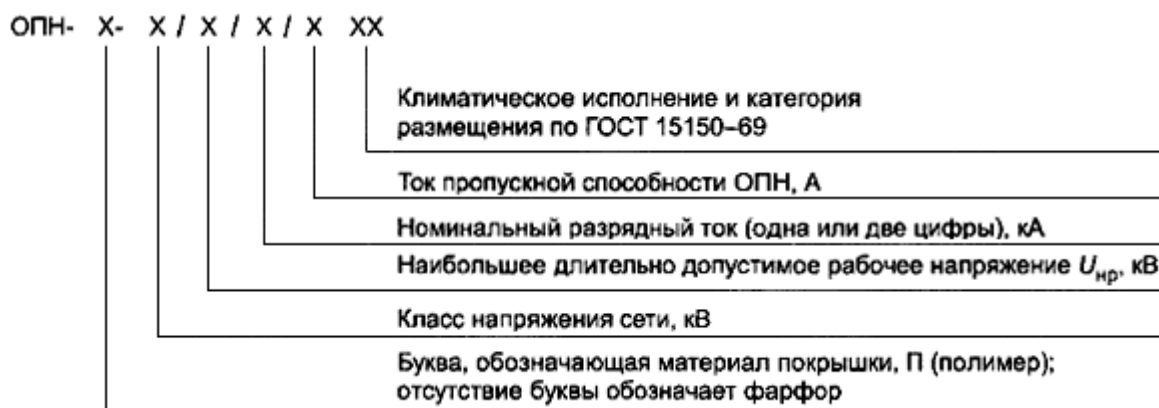 ОПН- Х- Х / Х / Х / Х ХХ
Климатическое исполнение и категория
размещения по ГОСТ 15150–69
Ток пропускной способности ОПН, А
Номинальный разрядный ток (одна или две цифры), кА
Наибольшее длительно допустимое рабочее напряжение Uнр, кВ
Класс напряжения сети, кВ
Буква, обозначающая материал покрышки, П (полимер);
отсутствие буквы обозначает фарфор